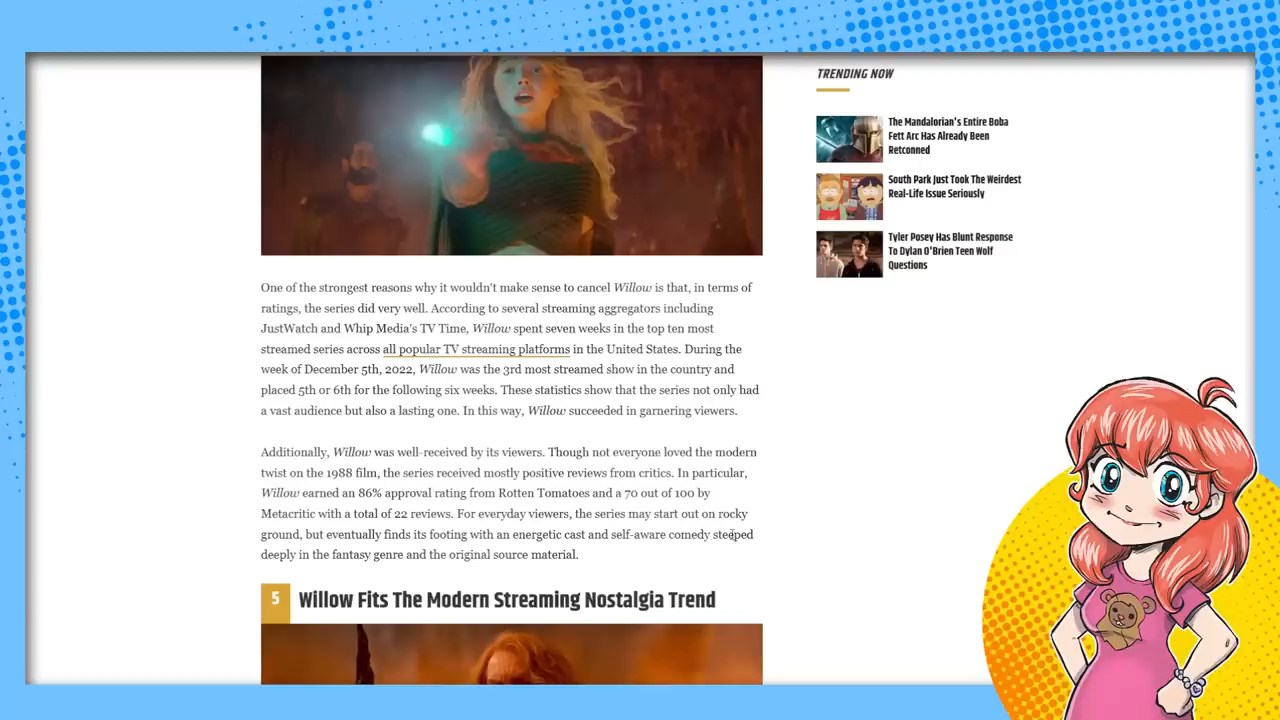 TRENDING NOW
The Mandalorian's Entire Boba
Fett Arc Has Already Been
Retconned
South Park Just Took The Weirdest
Real-Life Issue Seriously
Tyler Posey Has Blunt Response
To Dylan O'Brien Teen Wolf
Questions
One of the strongest reasons why it wouldn't make sense to cancel Willow is that, in terms of
ratings, the series did very well. According to several streaming aggregators including
JustWatch and Whip Media's TV Time, Willow spent seven weeks in the top ten most
streamed series across all popular TV streaming platforms in the United States. During the
week of December 5th, 2022, Willow was the 3rd most streamed show in the country and
placed 5th or 6th for the following six weeks. These statistics show that the series not only had
a vast audience but also a lasting one. In this way, Willow succeeded in garnering viewers.
Additionally, Willow was well-received by its viewers. Though not everyone loved the modern
twist on the 1988 film, the series received mostly positive reviews from critics. In particular,
Willow earned an 86% approval rating from Rotten Tomatoes and a 70 out of 100 by
Metacritic with a total of 22 reviews. For everyday viewers, the series may start out on rocky
ground, but eventually finds its footing with an energetic cast and self-aware comedy steeped
deeply in the fantasy genre and the original source material.
5 Willow Fits The Modern Streaming Nostalgia Trend